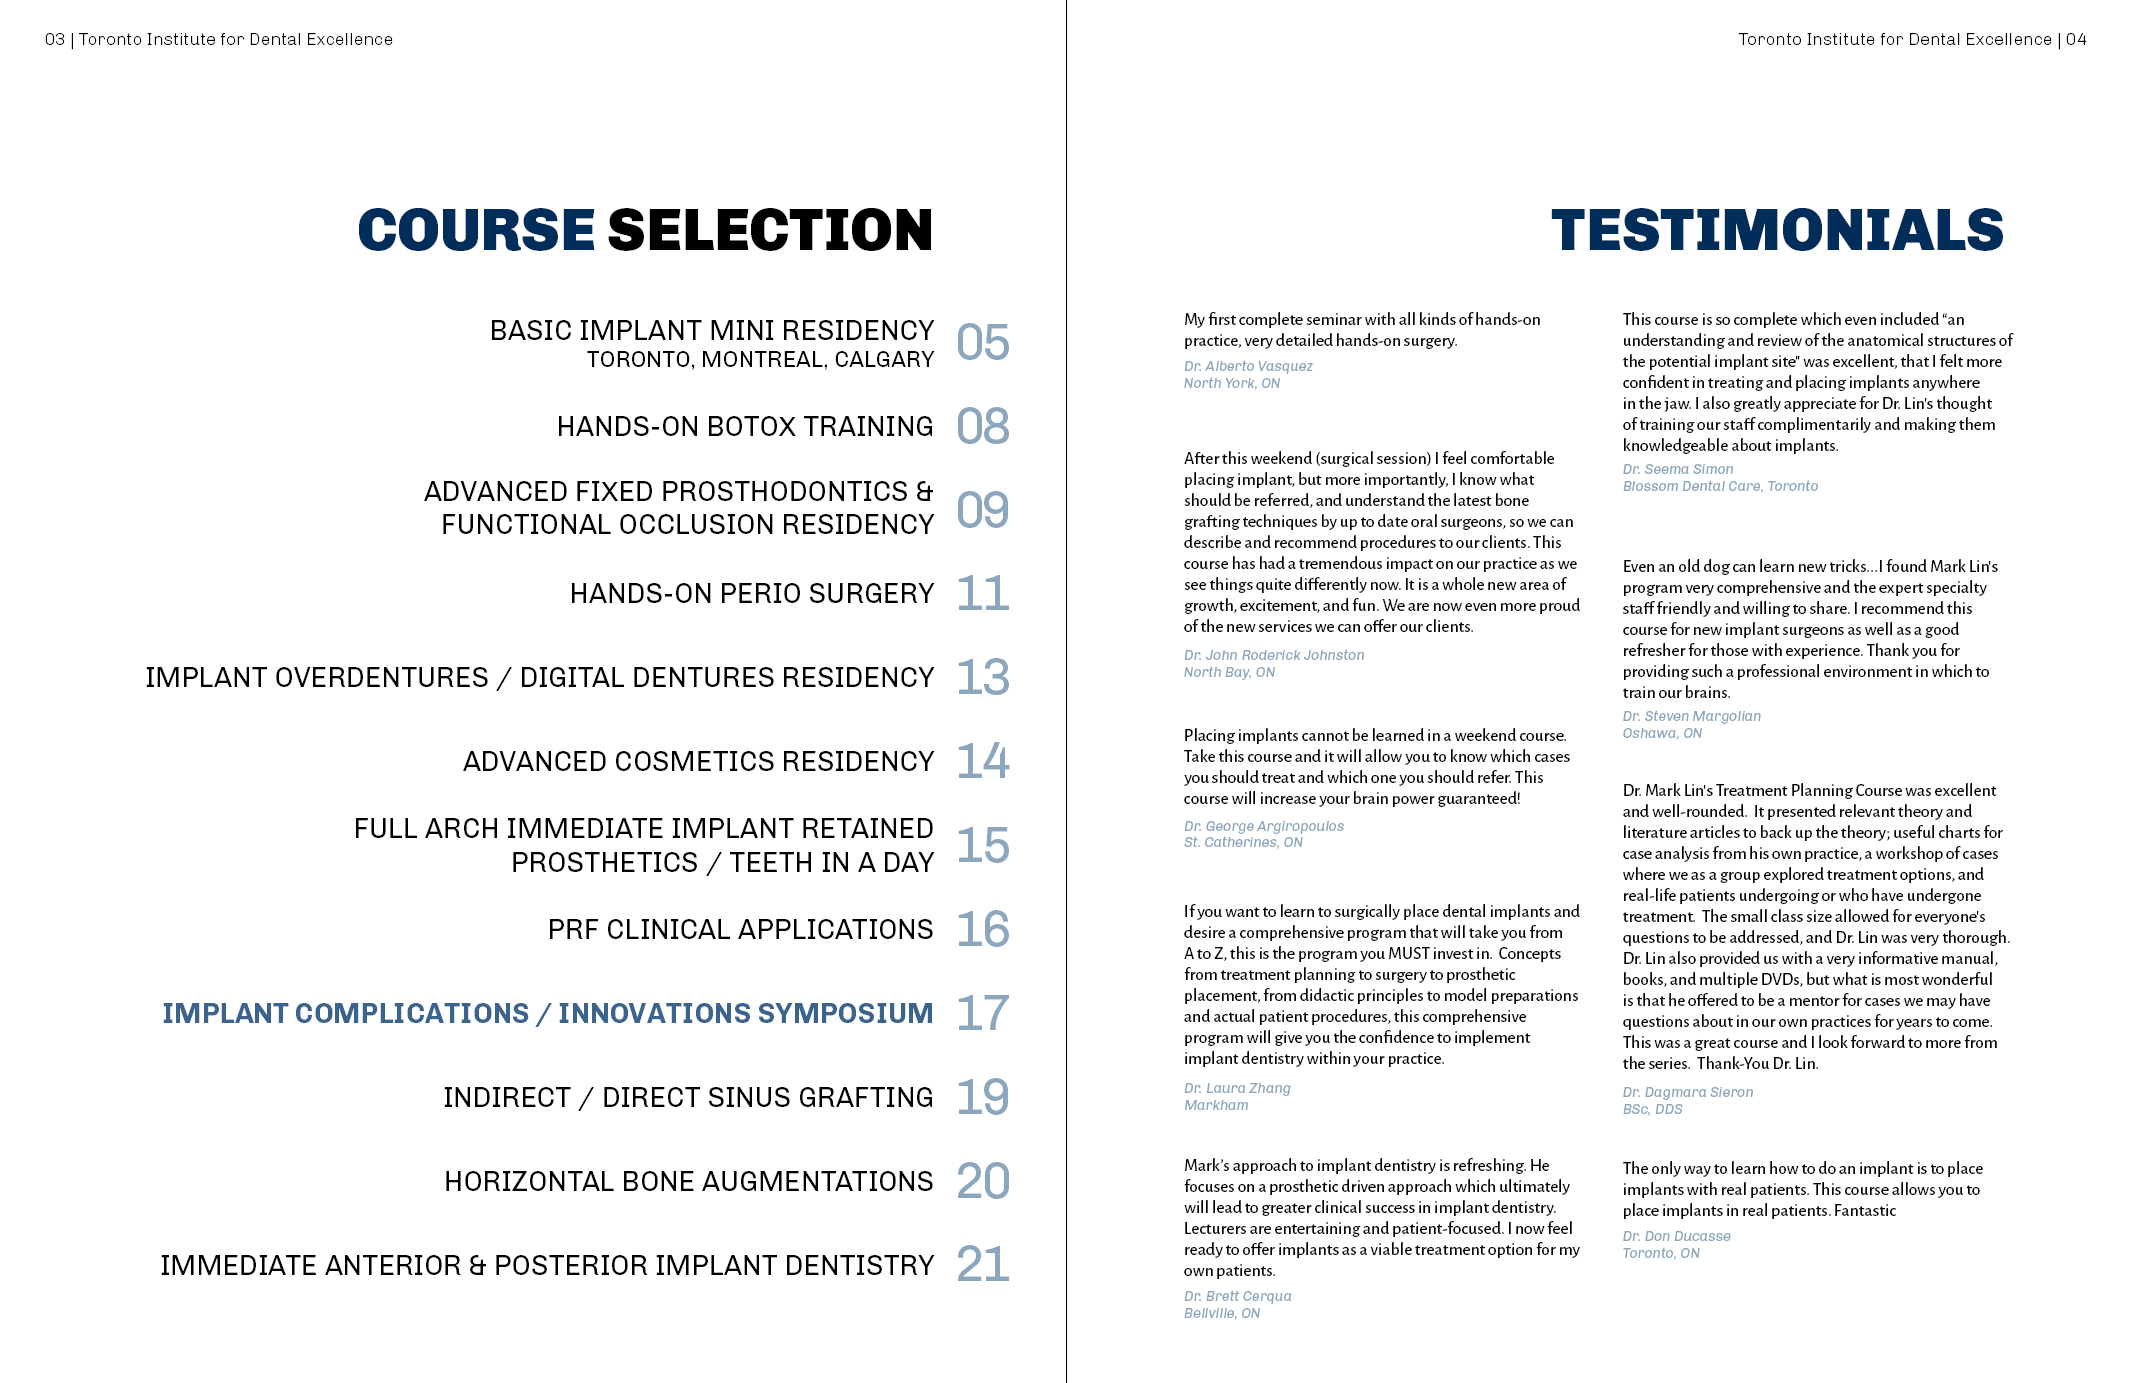 03 | Toronto Institute for Dental Excellence
COURSE SELECTION
BASIC IMPLANT MINI RESIDENCY 05
TORONTO, MONTREAL, CALGARY
HANDS-ON BOTOX TRAINING 08
ADVANCED FIXED PROSTHODONTICS &
FUNCTIONAL OCCLUSION RESIDENCY 09
HANDS-ON PERIO SURGERY 11
IMPLANT OVERDENTURES / DIGITAL DENTURES RESIDENCY 13
ADVANCED COSMETICS RESIDENCY 14
FULL ARCH IMMEDIATE IMPLANT RETAINED
PROSTHETICS / TEETH IN A DAY 15
PRF CLINICAL APPLICATIONS 16
IMPLANT COMPLICATIONS / INNOVATIONS SYMPOSIUM 17
INDIRECT / DIRECT SINUS GRAFTING 19
HORIZONTAL BONE AUGMENTATIONS 20
IMMEDIATE ANTERIOR & POSTERIOR IMPLANT DENTISTRY 21
Toronto Institute for Dental Excellence | 04
TESTIMONIALS
My first complete seminar with all kinds of hands-on
practice, very detailed hands-on surgery.
Dr. Alberto Vasquez
North York, ON
After this weekend (surgical session) I feel comfortable
placing implant, but more importantly, I know what
should be referred, and understand the latest bone
grafting techniques by up to date oral surgeons, so we can
describe and recommend procedures to our clients. This
course has had a tremendous impact on our practice as we
see things quite differently now. It is a whole new area of
growth, excitement, and fun. We are now even more proud
of the new services we can offer our clients.
Dr. John Roderick Johnston
North Bay, ON
Placing implants cannot be learned in a weekend course.
Take this course and it will allow you to know which cases
you should treat and which one you should refer. This
course will increase your brain power guaranteed!
Dr. George Argiropoulos
St. Catherines, ON
If you want to learn to surgically place dental implants and
desire a comprehensive program that will take you from
A to Z, this is the program you MUST invest in.  Concepts
from treatment planning to surgery to prosthetic
placement, from didactic principles to model preparations
and actual patient procedures, this comprehensive
program will give you the confidence to implement
implant dentistry within your practice.
Dr. Laura Zhang
Markham
Mark’s approach to implant dentistry is refreshing. He
focuses on a prosthetic driven approach which ultimately
will lead to greater clinical success in implant dentistry.
Lecturers are entertaining and patient-focused. I now feel
ready to offer implants as a viable treatment option for my
own patients.
Dr. Brett Cerqua
Bellville, ON
This course is so complete which even included “an
understanding and review of the anatomical structures of
the potential implant site" was excellent, that I felt more
confident in treating and placing implants anywhere
in the jaw. I also greatly appreciate for Dr. Lin's thought
of training our staff complimentarily and making them
knowledgeable about implants.
Dr. Seema Simon
Blossom Dental Care, Toronto
Even an old dog can learn new tricks...I found Mark Lin's
program very comprehensive and the expert specialty
staff friendly and willing to share. I recommend this
course for new implant surgeons as well as a good
refresher for those with experience. Thank you for
providing such a professional environment in which to
train our brains.
Dr. Steven Margolian
Oshawa, ON
Dr. Mark Lin's Treatment Planning Course was excellent
and well-rounded.  It presented relevant theory and
literature articles to back up the theory; useful charts for
case analysis from his own practice, a workshop of cases
where we as a group explored treatment options, and
real-life patients undergoing or who have undergone
treatment.  The small class size allowed for everyone's
questions to be addressed, and Dr. Lin was very thorough.
Dr. Lin also provided us with a very informative manual,
books, and multiple DVDs, but what is most wonderful
is that he offered to be a mentor for cases we may have
questions about in our own practices for years to come.
This was a great course and I look forward to more from
the series.  Thank-You Dr. Lin.
Dr. Dagmara Sieron
BSc, DDS
The only way to learn how to do an implant is to place
implants with real patients. This course allows you to
place implants in real patients. Fantastic
Dr. Don Ducasse
Toronto, ON